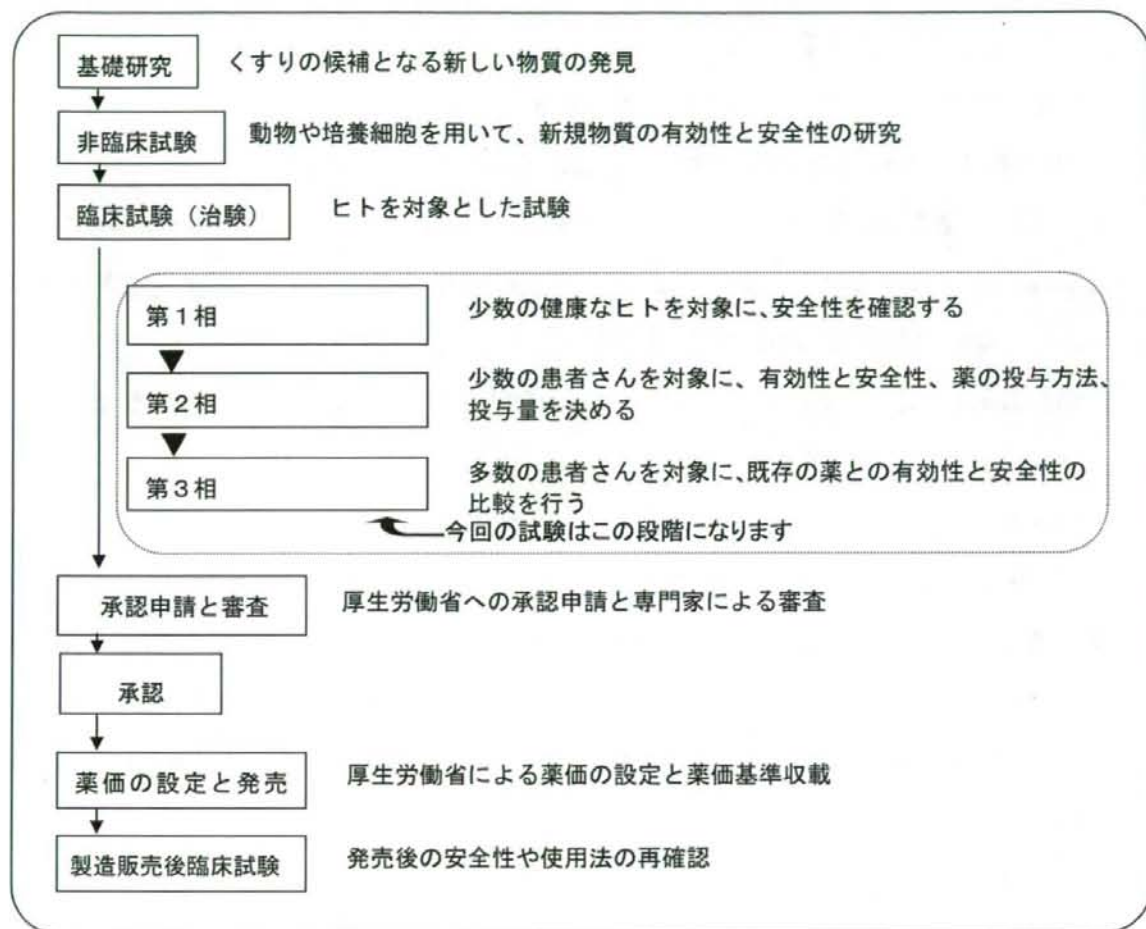 基礎研究 くすりの候補となる新しい物質の発見
非臨床試験 動物や培養細胞を用いて、新規物質の有効性と安全性の研究
臨床試験（治験） ヒトを対象とした試験
第１相 少数の健康なヒトを対象に、安全性を確認する
第２相 少数の患者さんを対象に、有効性と安全性、薬の投与方法、
投与量を決める
第３相 多数の患者さんを対象に、既存の薬との有効性と安全性の
比較を行う
今回の試験はこの段階になります
承認申請と審査 厚生労働省への承認申請と専門家による審査
承認
薬価の設定と発売 厚生労働省による薬価の設定と薬価基準収載
製造販売後臨床試験 発売後の安全性や使用法の再確認